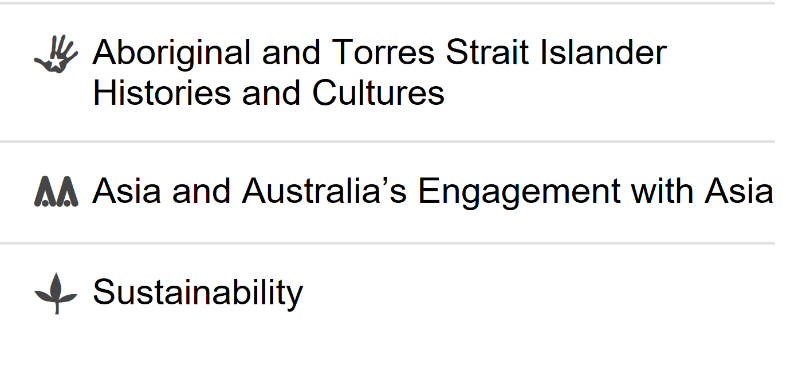 Aboriginal and Torres Strait Islander
Histories and Cultures
Asia and Australia’s Engagement with Asia
Sustainability